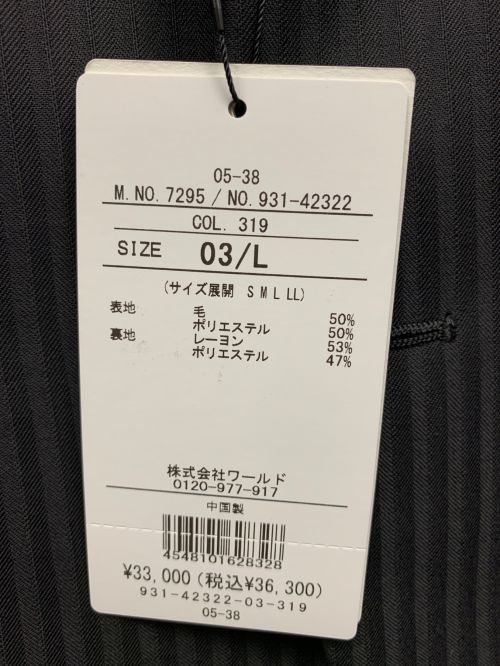 05-38
M.NO.7295 / NO.931-42322
COL. 319
SIZE 03/L
(サイズ展開 S M L LL)
表地 毛 50%
ポリエステル 50%
裏地 レーヨン 53%
ポリエステル 47%
株式会社ワールド
0120-977-917
中国製
4548101628328
¥33,000(税込¥36,300)
931-42322-03-319
05-38